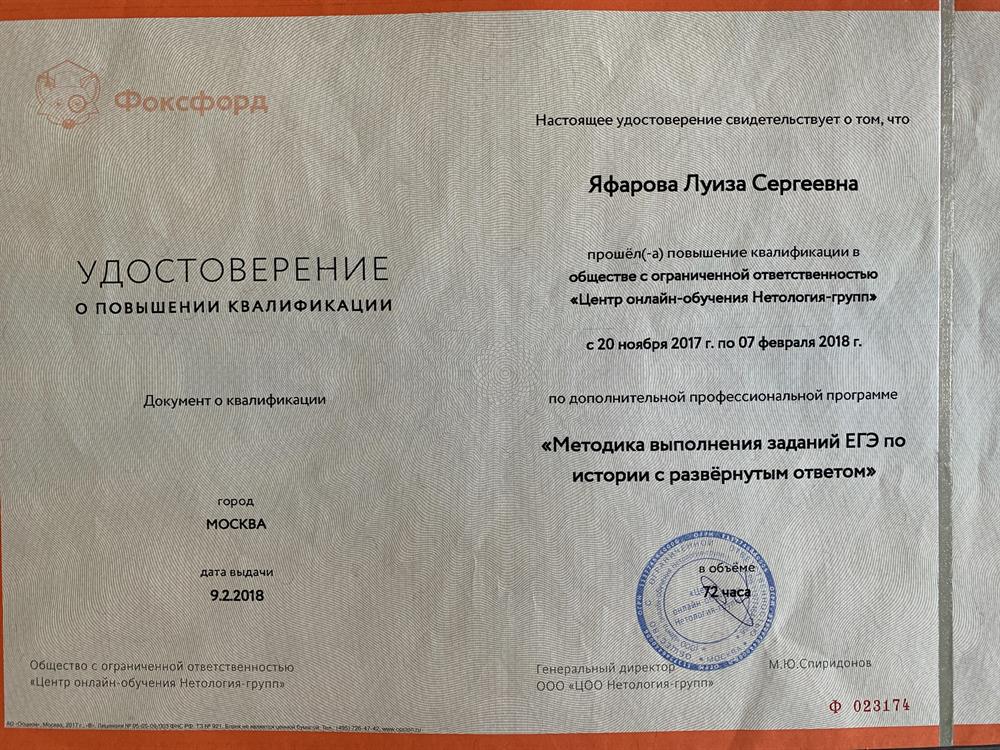 Фоксфорд
УДОСТОВЕРЕНИЕ
О ПОВЫШЕНИИ КВАЛИФИКАЦИИ
Документ о квалификации
город
МОСКВА
дата выдачи
9.2.2018
Общество с ограниченной ответственностью
«Центр онлайн-обучения Нетология-групп»
Настоящее удостоверение свидетельствует о том, что
Яфарова Луиза Сергеевна
прошёл(-а) повышение квалификации в
обществе с ограниченной ответственностью
«Центр онлайн-обучения Нетология-групп»
с 20 ноября 2017 г. по 07 февраля 2018 г.
по дополнительной профессиональной программе
«Методика выполнения заданий ЕГЭ по
истории с развёрнутым ответом»
в объёме
72 часа
Генеральный директор
ООО «ЦОО Нетология-групп»
М.Ю.Спиридонов
Ф 023174